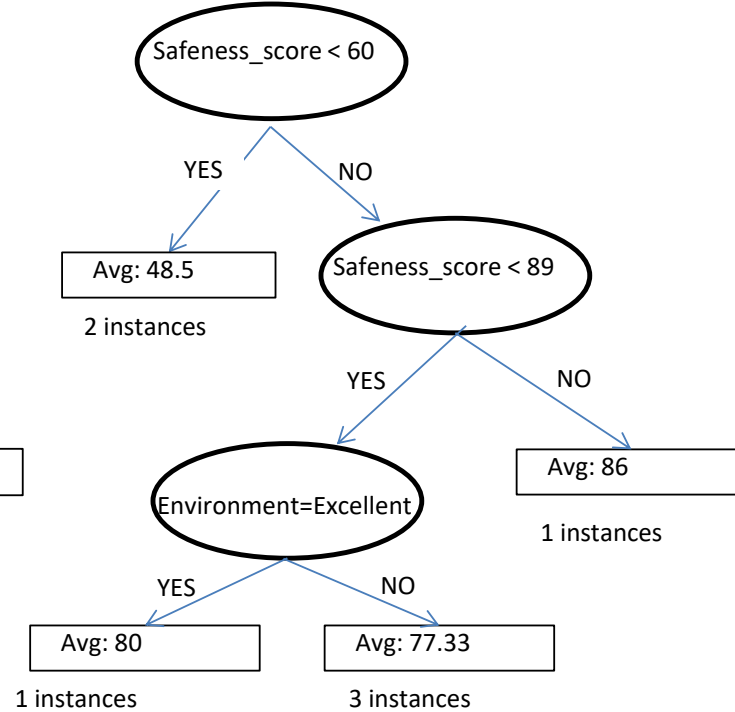 Safeness_score < 60
YES
NO
Avg: 48.5
Safeness_score < 89
2 instances
YES
NO
Avg: 86
Environment=Excellent
1 instances
YES
NO
Avg: 80
Avg: 77.33
1 instances
3 instances